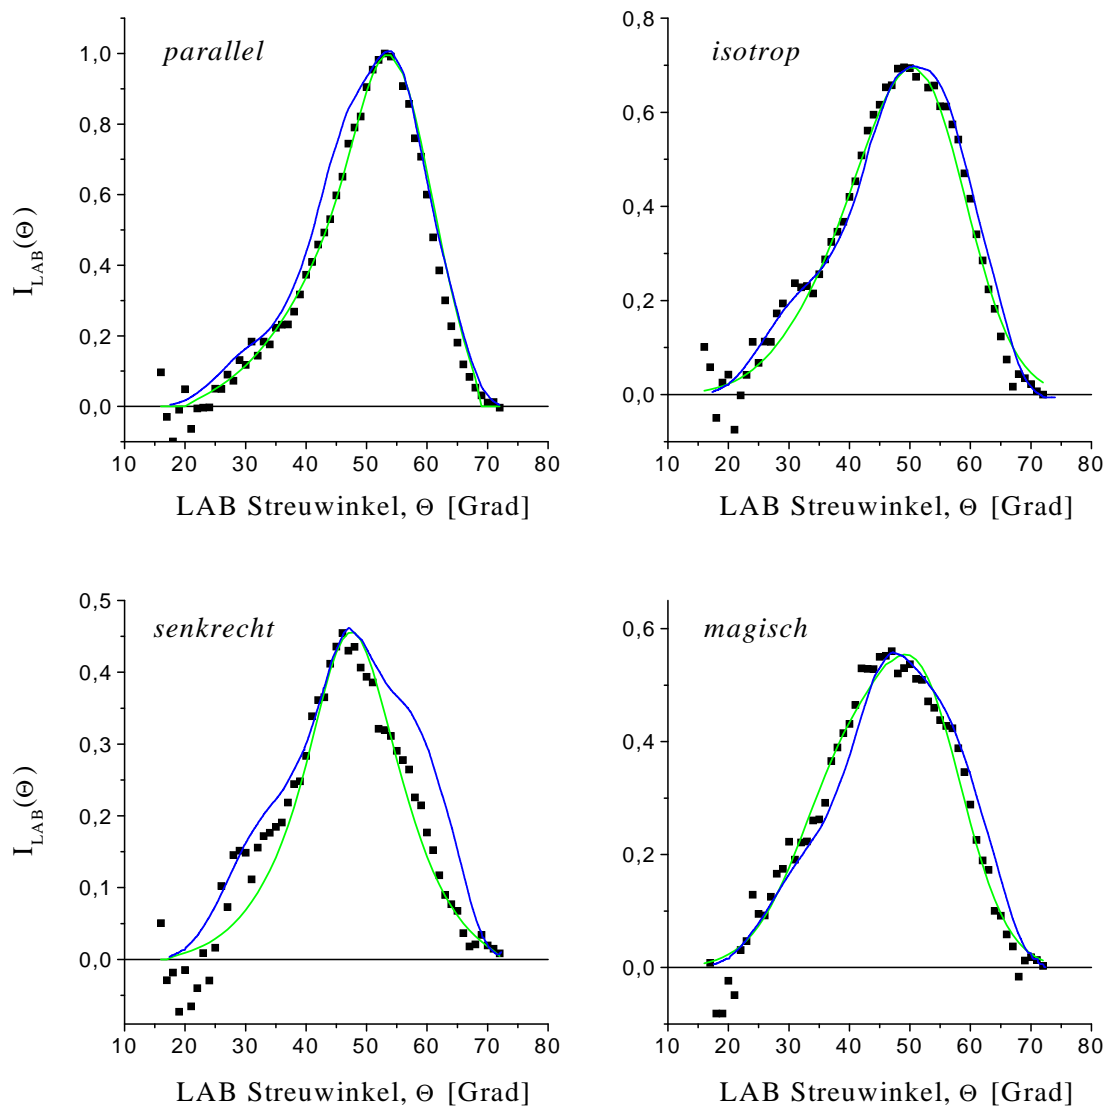 parallel
1,0
0,8
0,6
0,4
0,2
0,0
I_LAB(Θ)
10 20 30 40 50 60 70 80
LAB Streuwinkel, Θ [Grad]
isotrop
0,8
0,6
0,4
0,2
0,0
10 20 30 40 50 60 70 80
LAB Streuwinkel, Θ [Grad]
senkrecht
0,5
0,4
0,3
0,2
0,1
0,0
I_LAB(Θ)
10 20 30 40 50 60 70 80
LAB Streuwinkel, Θ [Grad]
magisch
0,6
0,4
0,2
0,0
10 20 30 40 50 60 70 80
LAB Streuwinkel, Θ [Grad]